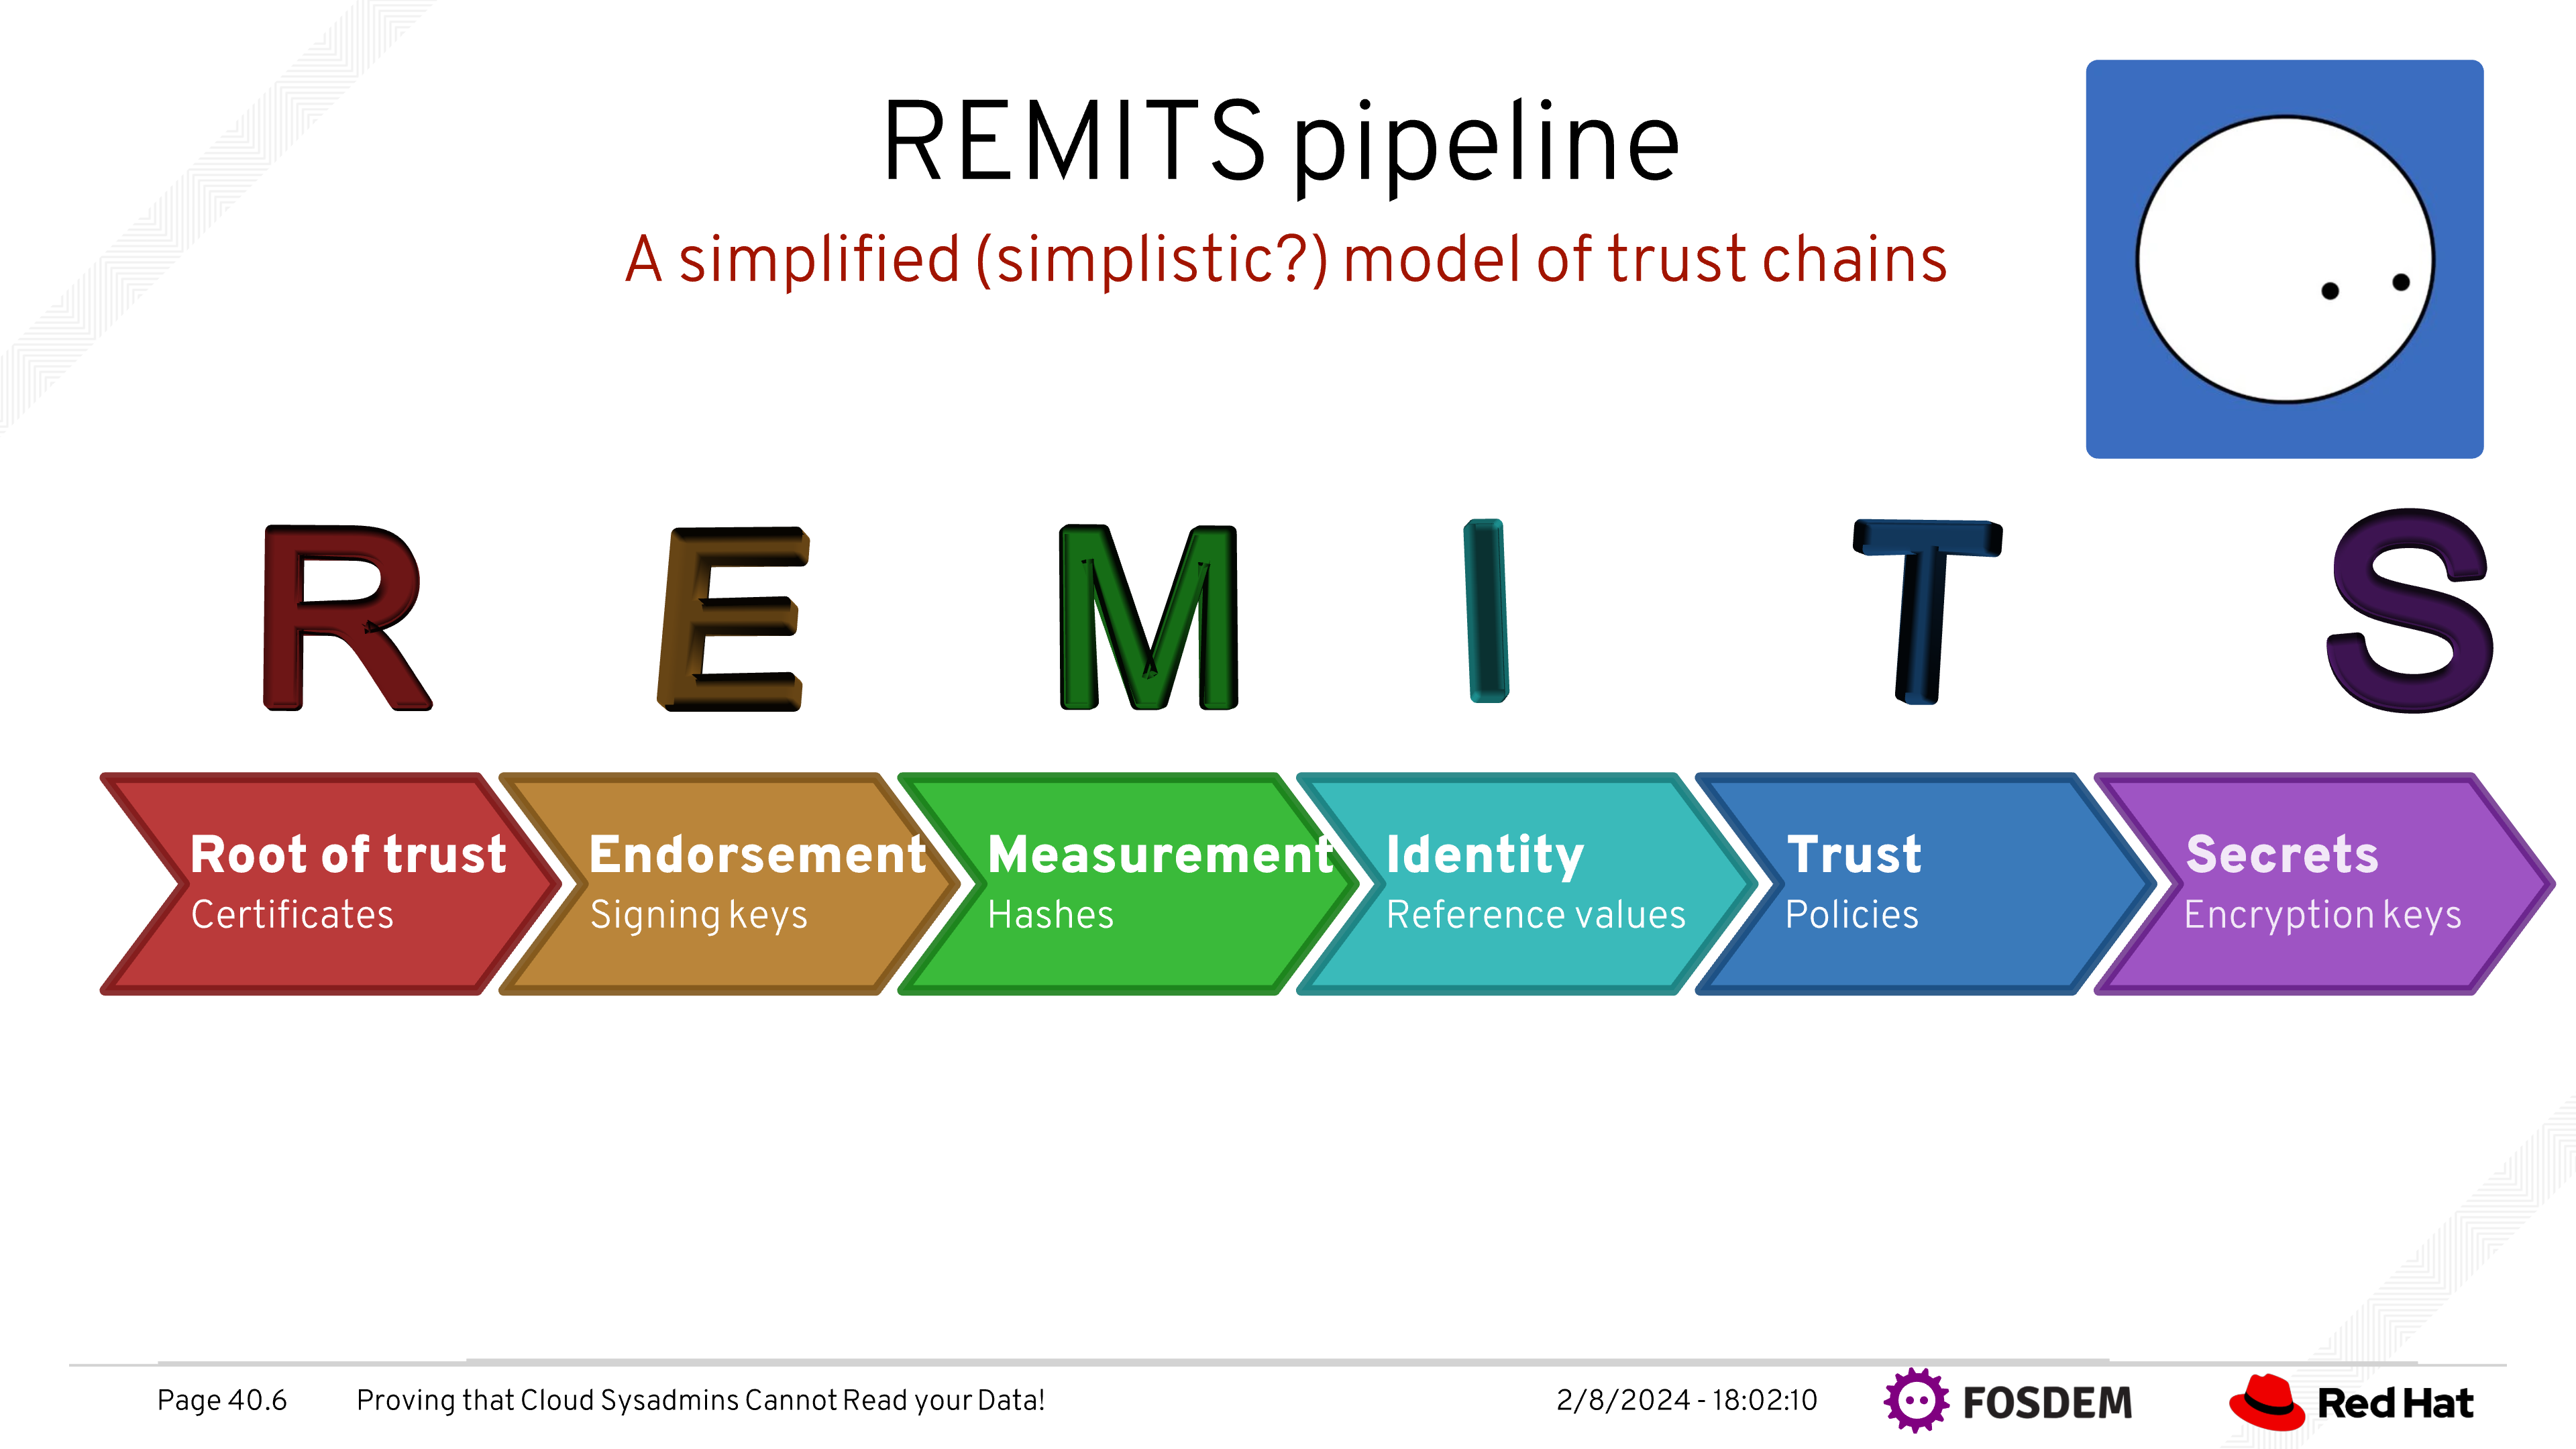 REMITS pipeline
A simplified (simplistic?) model of trust chains
R E M I T S
Root of trust
Certificates
Endorsement
Signing keys
Measurement
Hashes
Identity
Reference values
Trust
Policies
Secrets
Encryption keys
Page 40.6
Proving that Cloud Sysadmins Cannot Read your Data!
2/8/2024 - 18:02:10
FOSDEM
Red Hat